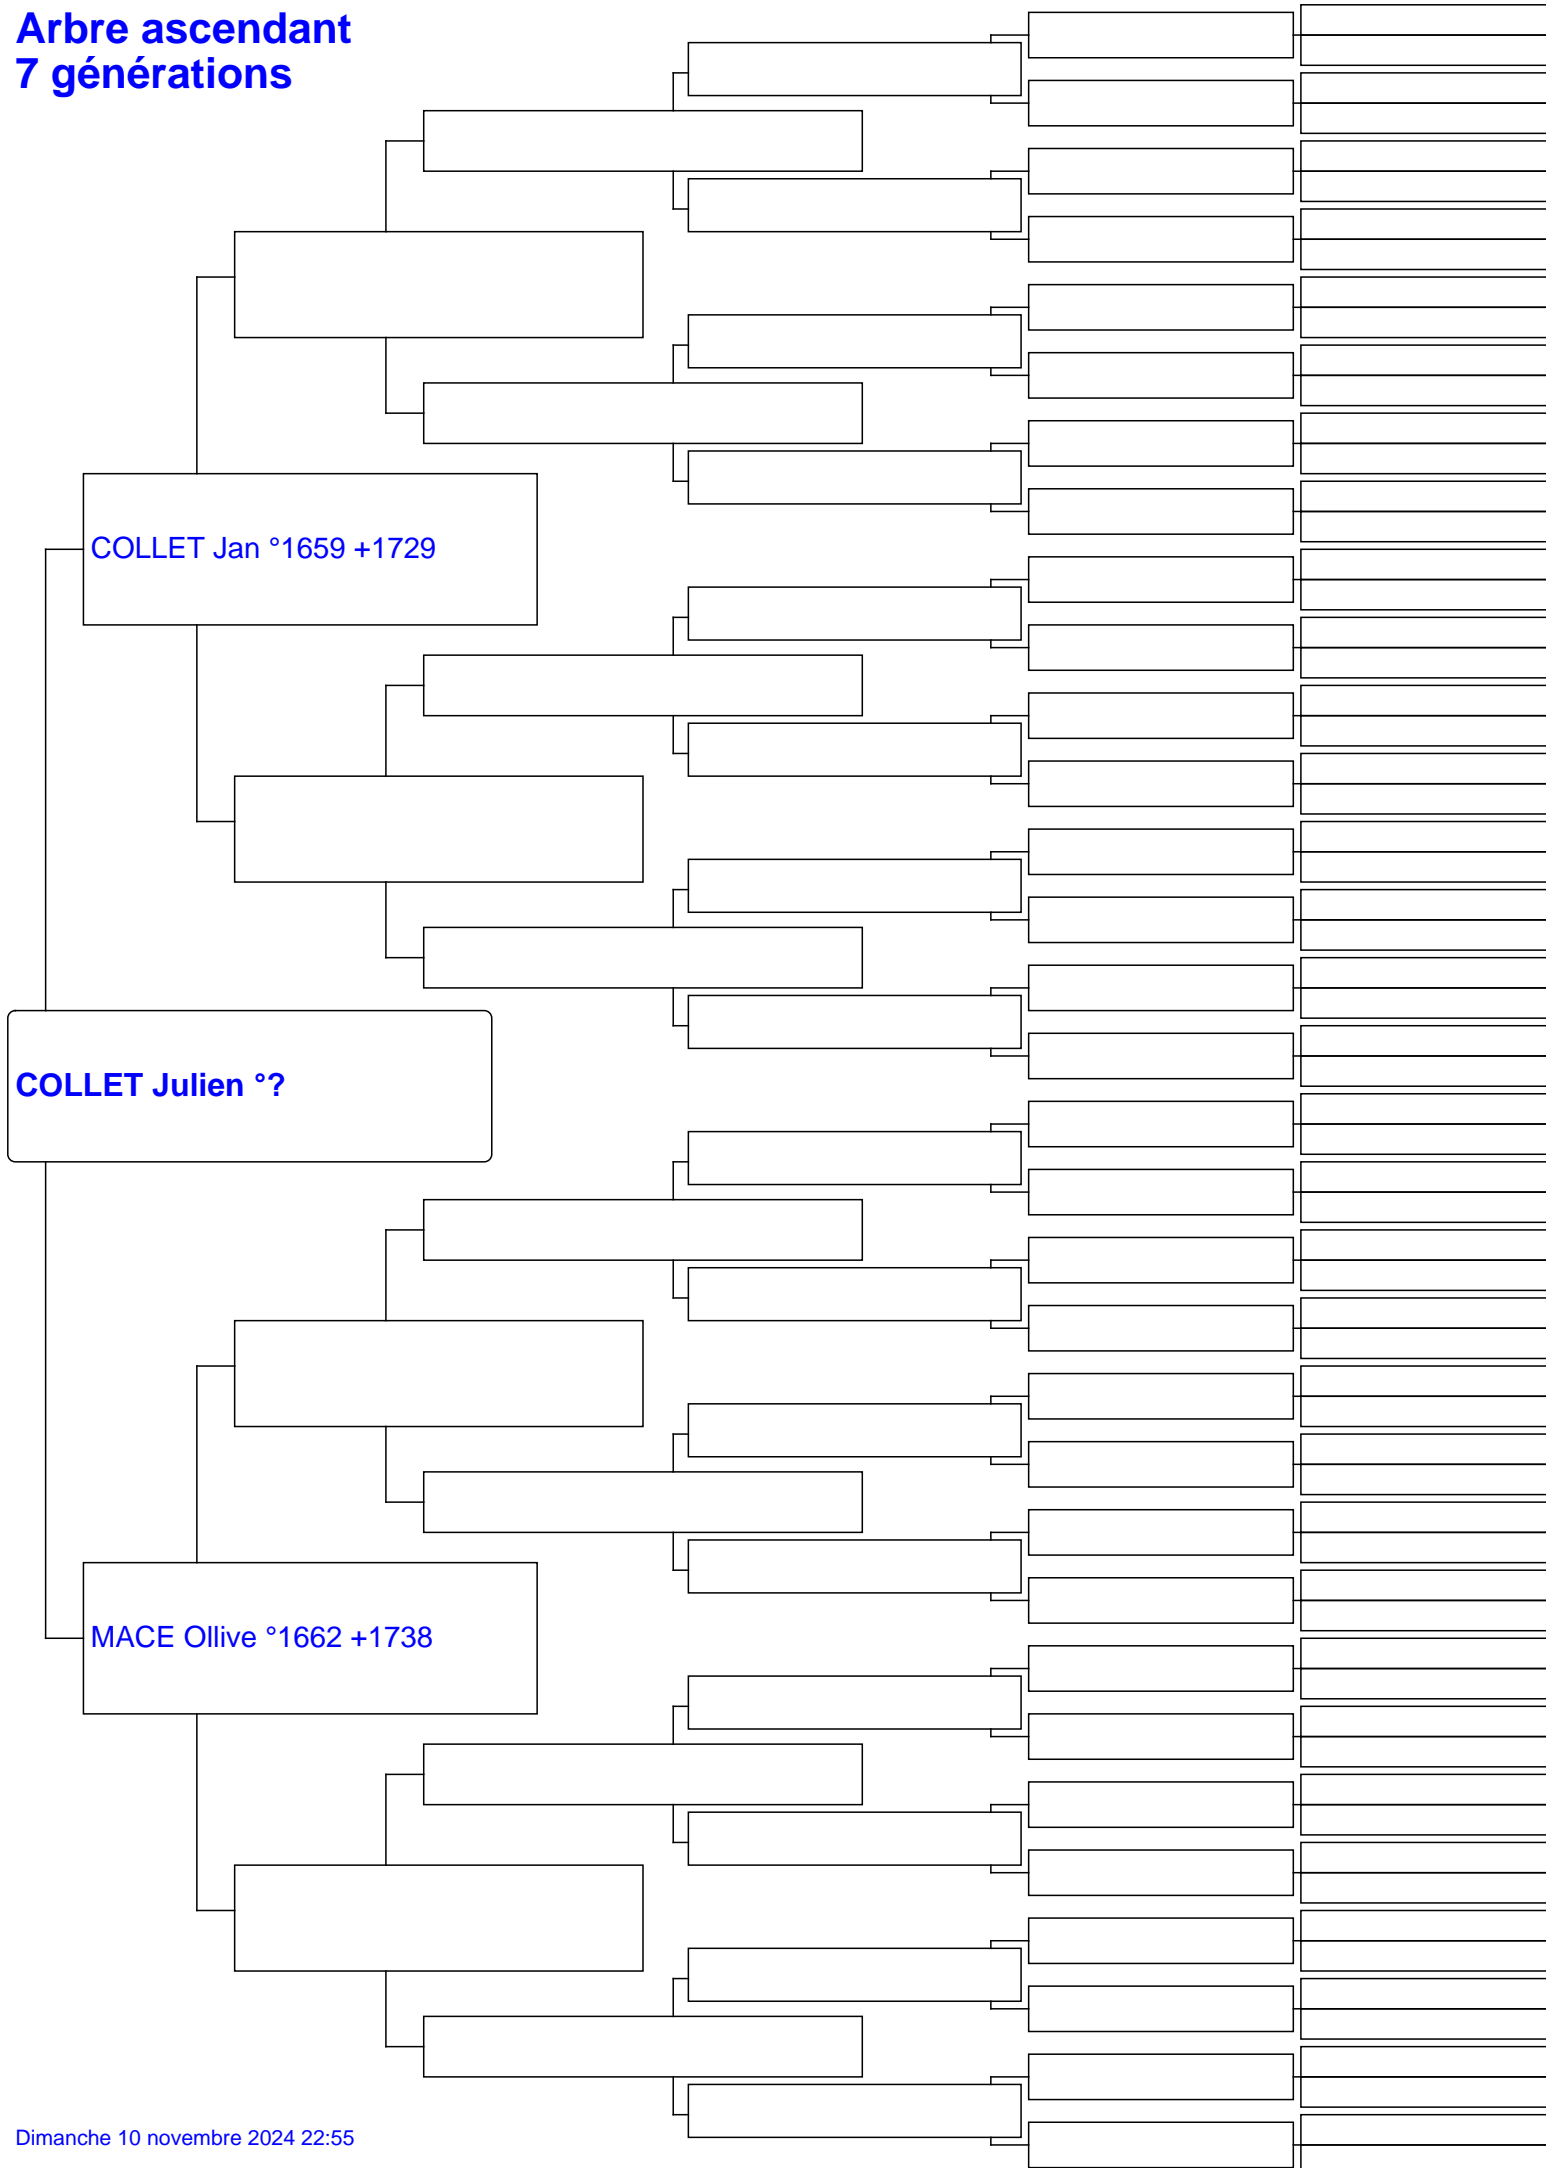 Arbre ascendant
7 générations
COLLET Jan °1659 +1729
COLLET Julien °?
MACE Ollive °1662 +1738
Dimanche 10 novembre 2024 22:55